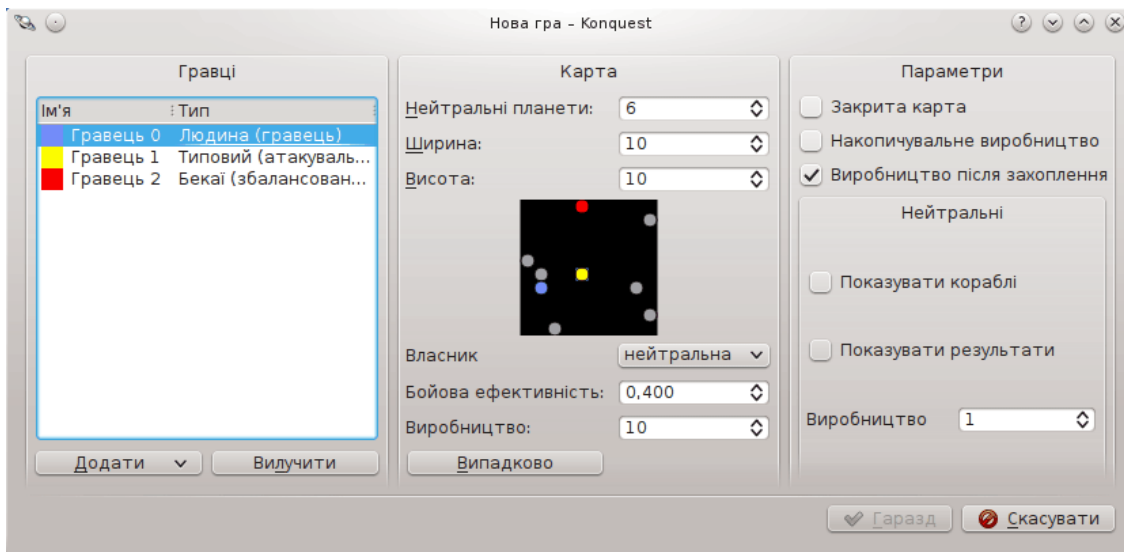 Нова гра – Konquest
Гравці
Ім'я Тип
Гравець 0 Людина (гравець)
Гравець 1 Типовий (атакуваль...
Гравець 2 Бекаї (збалансован...
Додати Вилучити
Карта
Нейтральні планети: 6
Ширина: 10
Висота: 10
Власник нейтральна
Бойова ефективність: 0,400
Виробництво: 10
Випадково
Параметри
Закрита карта
Накопичувальне виробництво
Виробництво після захоплення
Нейтральні
Показувати кораблі
Показувати результати
Виробництво 1
Гаразд Скасувати